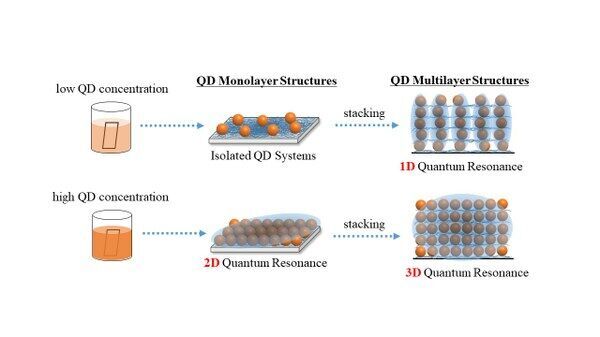 QD Monolayer Structures
QD Multilayer Structures
low QD concentration
stacking
Isolated QD Systems
1D Quantum Resonance
high QD concentration
stacking
2D Quantum Resonance
3D Quantum Resonance